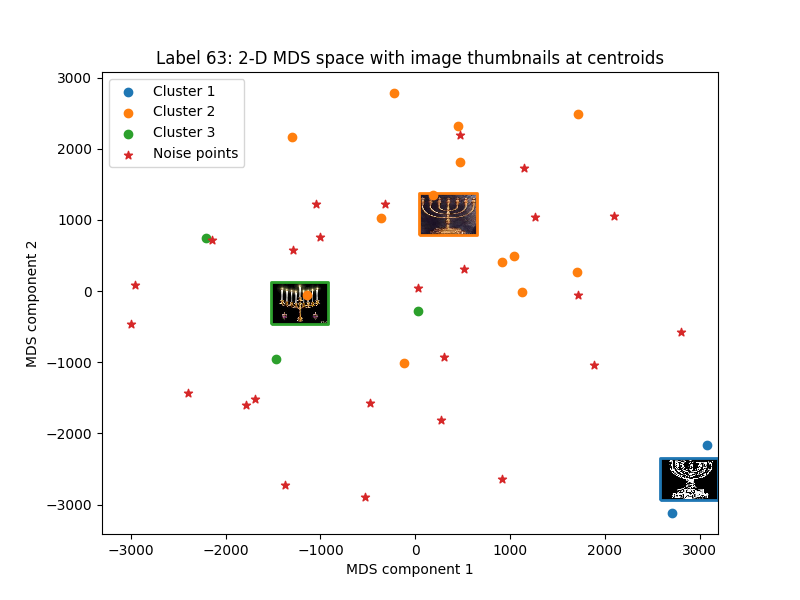 Label 63: 2-D MDS space with image thumbnails at centroids
Cluster 1
Cluster 2
Cluster 3
Noise points
MDS component 2
3000
2000
1000
0
−1000
−2000
−3000
−3000 −2000 −1000 0 1000 2000 3000
MDS component 1